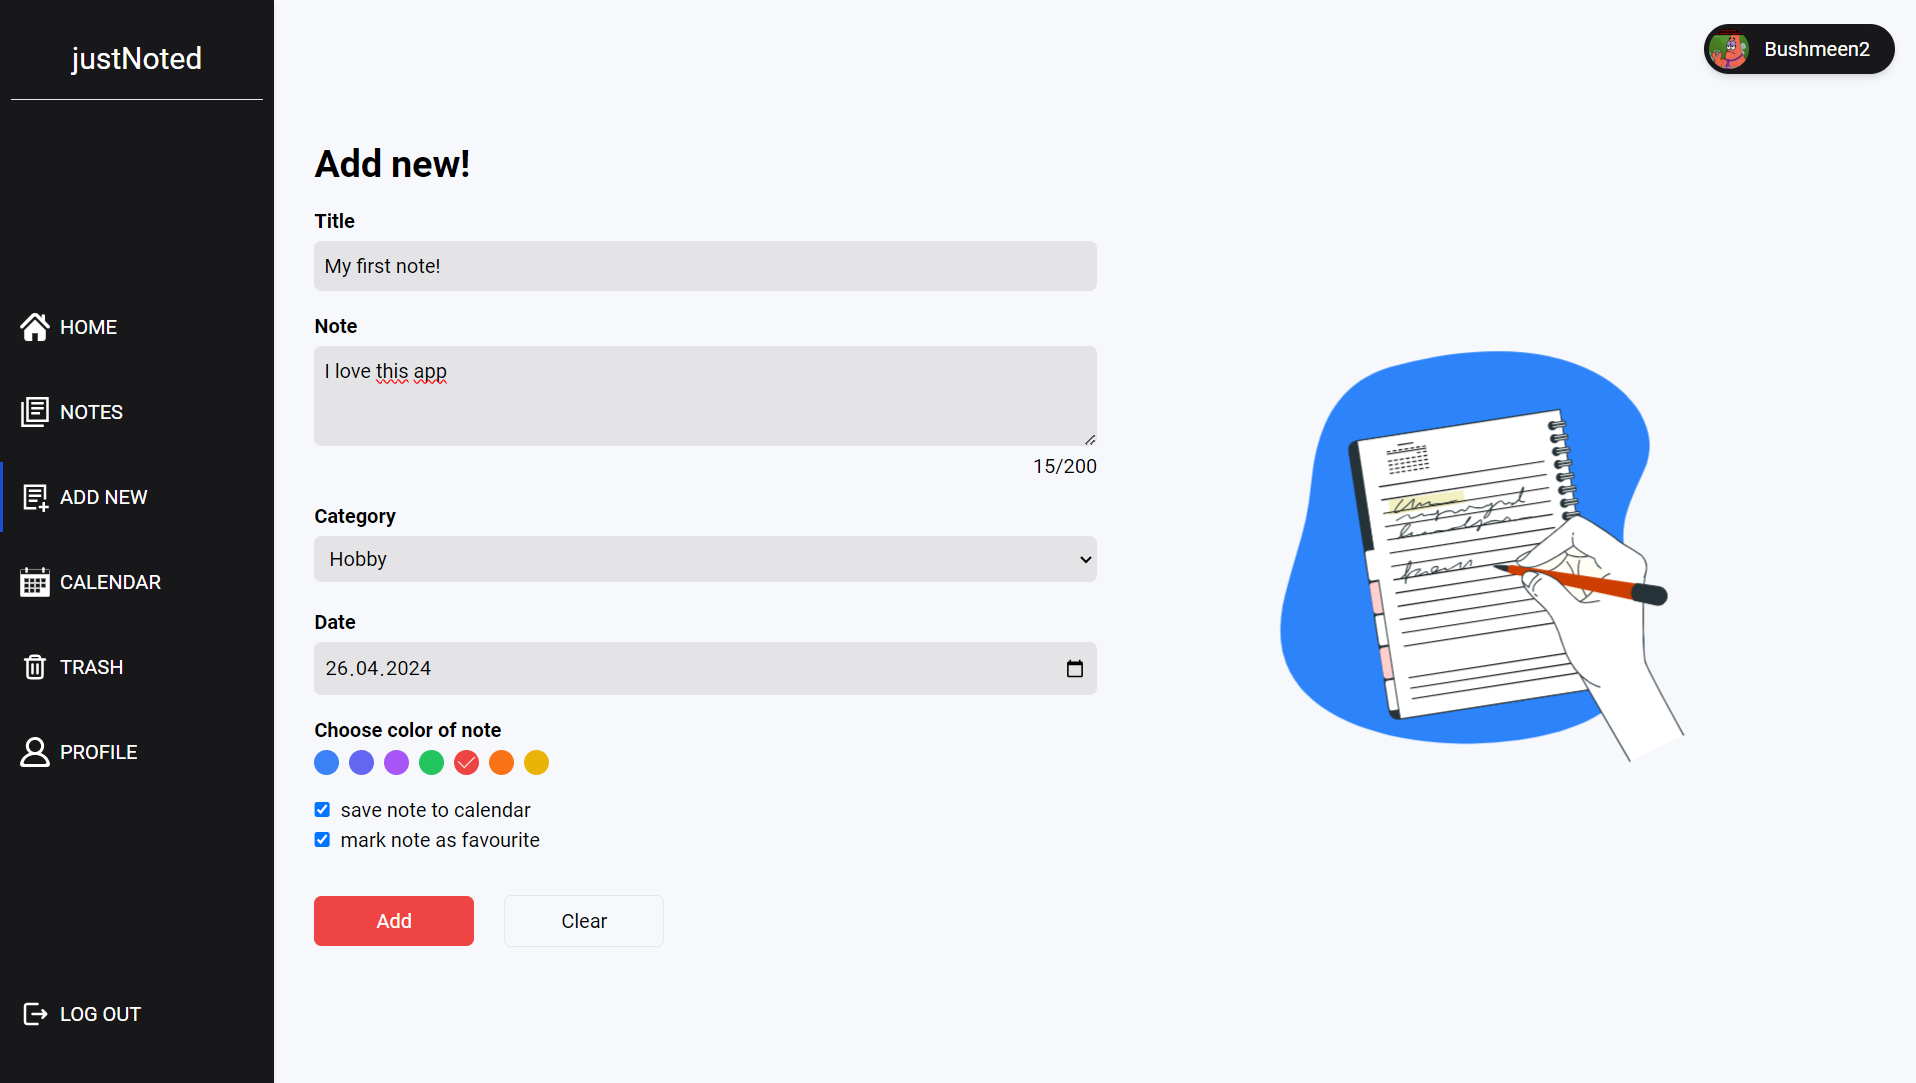 justNoted
Bushmeen2
HOME
NOTES
ADD NEW
CALENDAR
TRASH
PROFILE
LOG OUT
Add new!
Title
My first note!
Note
I love this app
15/200
Category
Hobby
Date
26.04.2024
Choose color of note
save note to calendar
mark note as favourite
Add
Clear